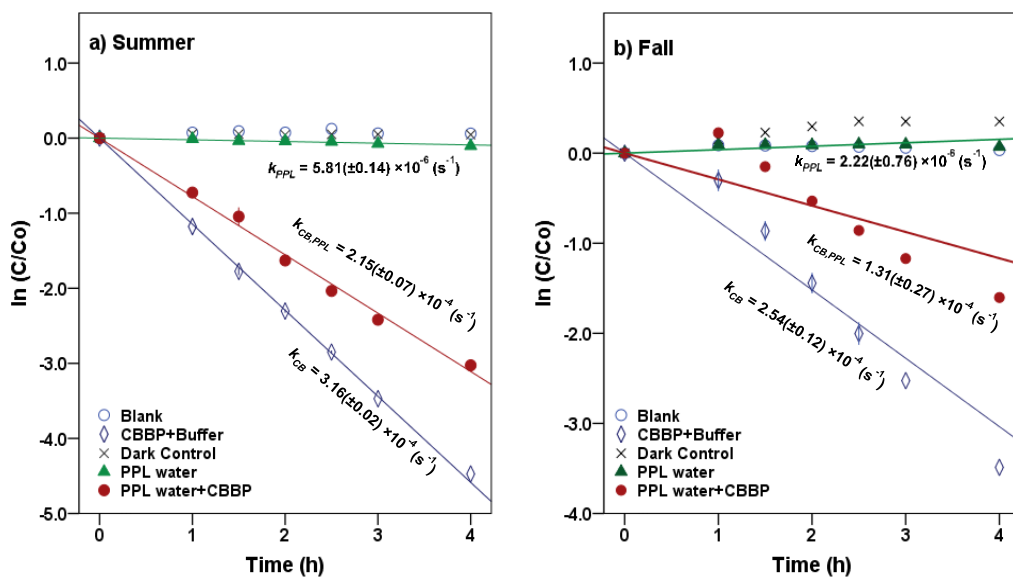 a) Summer
ln (C/Co)
1.0
0.0
-1.0
-2.0
-3.0
-4.0
-5.0
k_PPL = 5.81(±0.14) ×10^-6 (s^-1)
k_CB,PPL = 2.15(±0.07) ×10^-4 (s^-1)
k_CB = 3.16(±0.02) ×10^-4 (s^-1)
Blank
CBBP+Buffer
Dark Control
PPL water
PPL water+CBBP
0 1 2 3 4
Time (h)
b) Fall
ln (C/Co)
1.0
0.0
-1.0
-2.0
-3.0
-4.0
k_PPL = 2.22(±0.76) ×10^-6 (s^-1)
k_CB,PPL = 1.31(±0.27) ×10^-4 (s^-1)
k_CB = 2.54(±0.12) ×10^-4 (s^-1)
Blank
CBBP+Buffer
Dark Control
PPL water
PPL water+CBBP
0 1 2 3 4
Time (h)